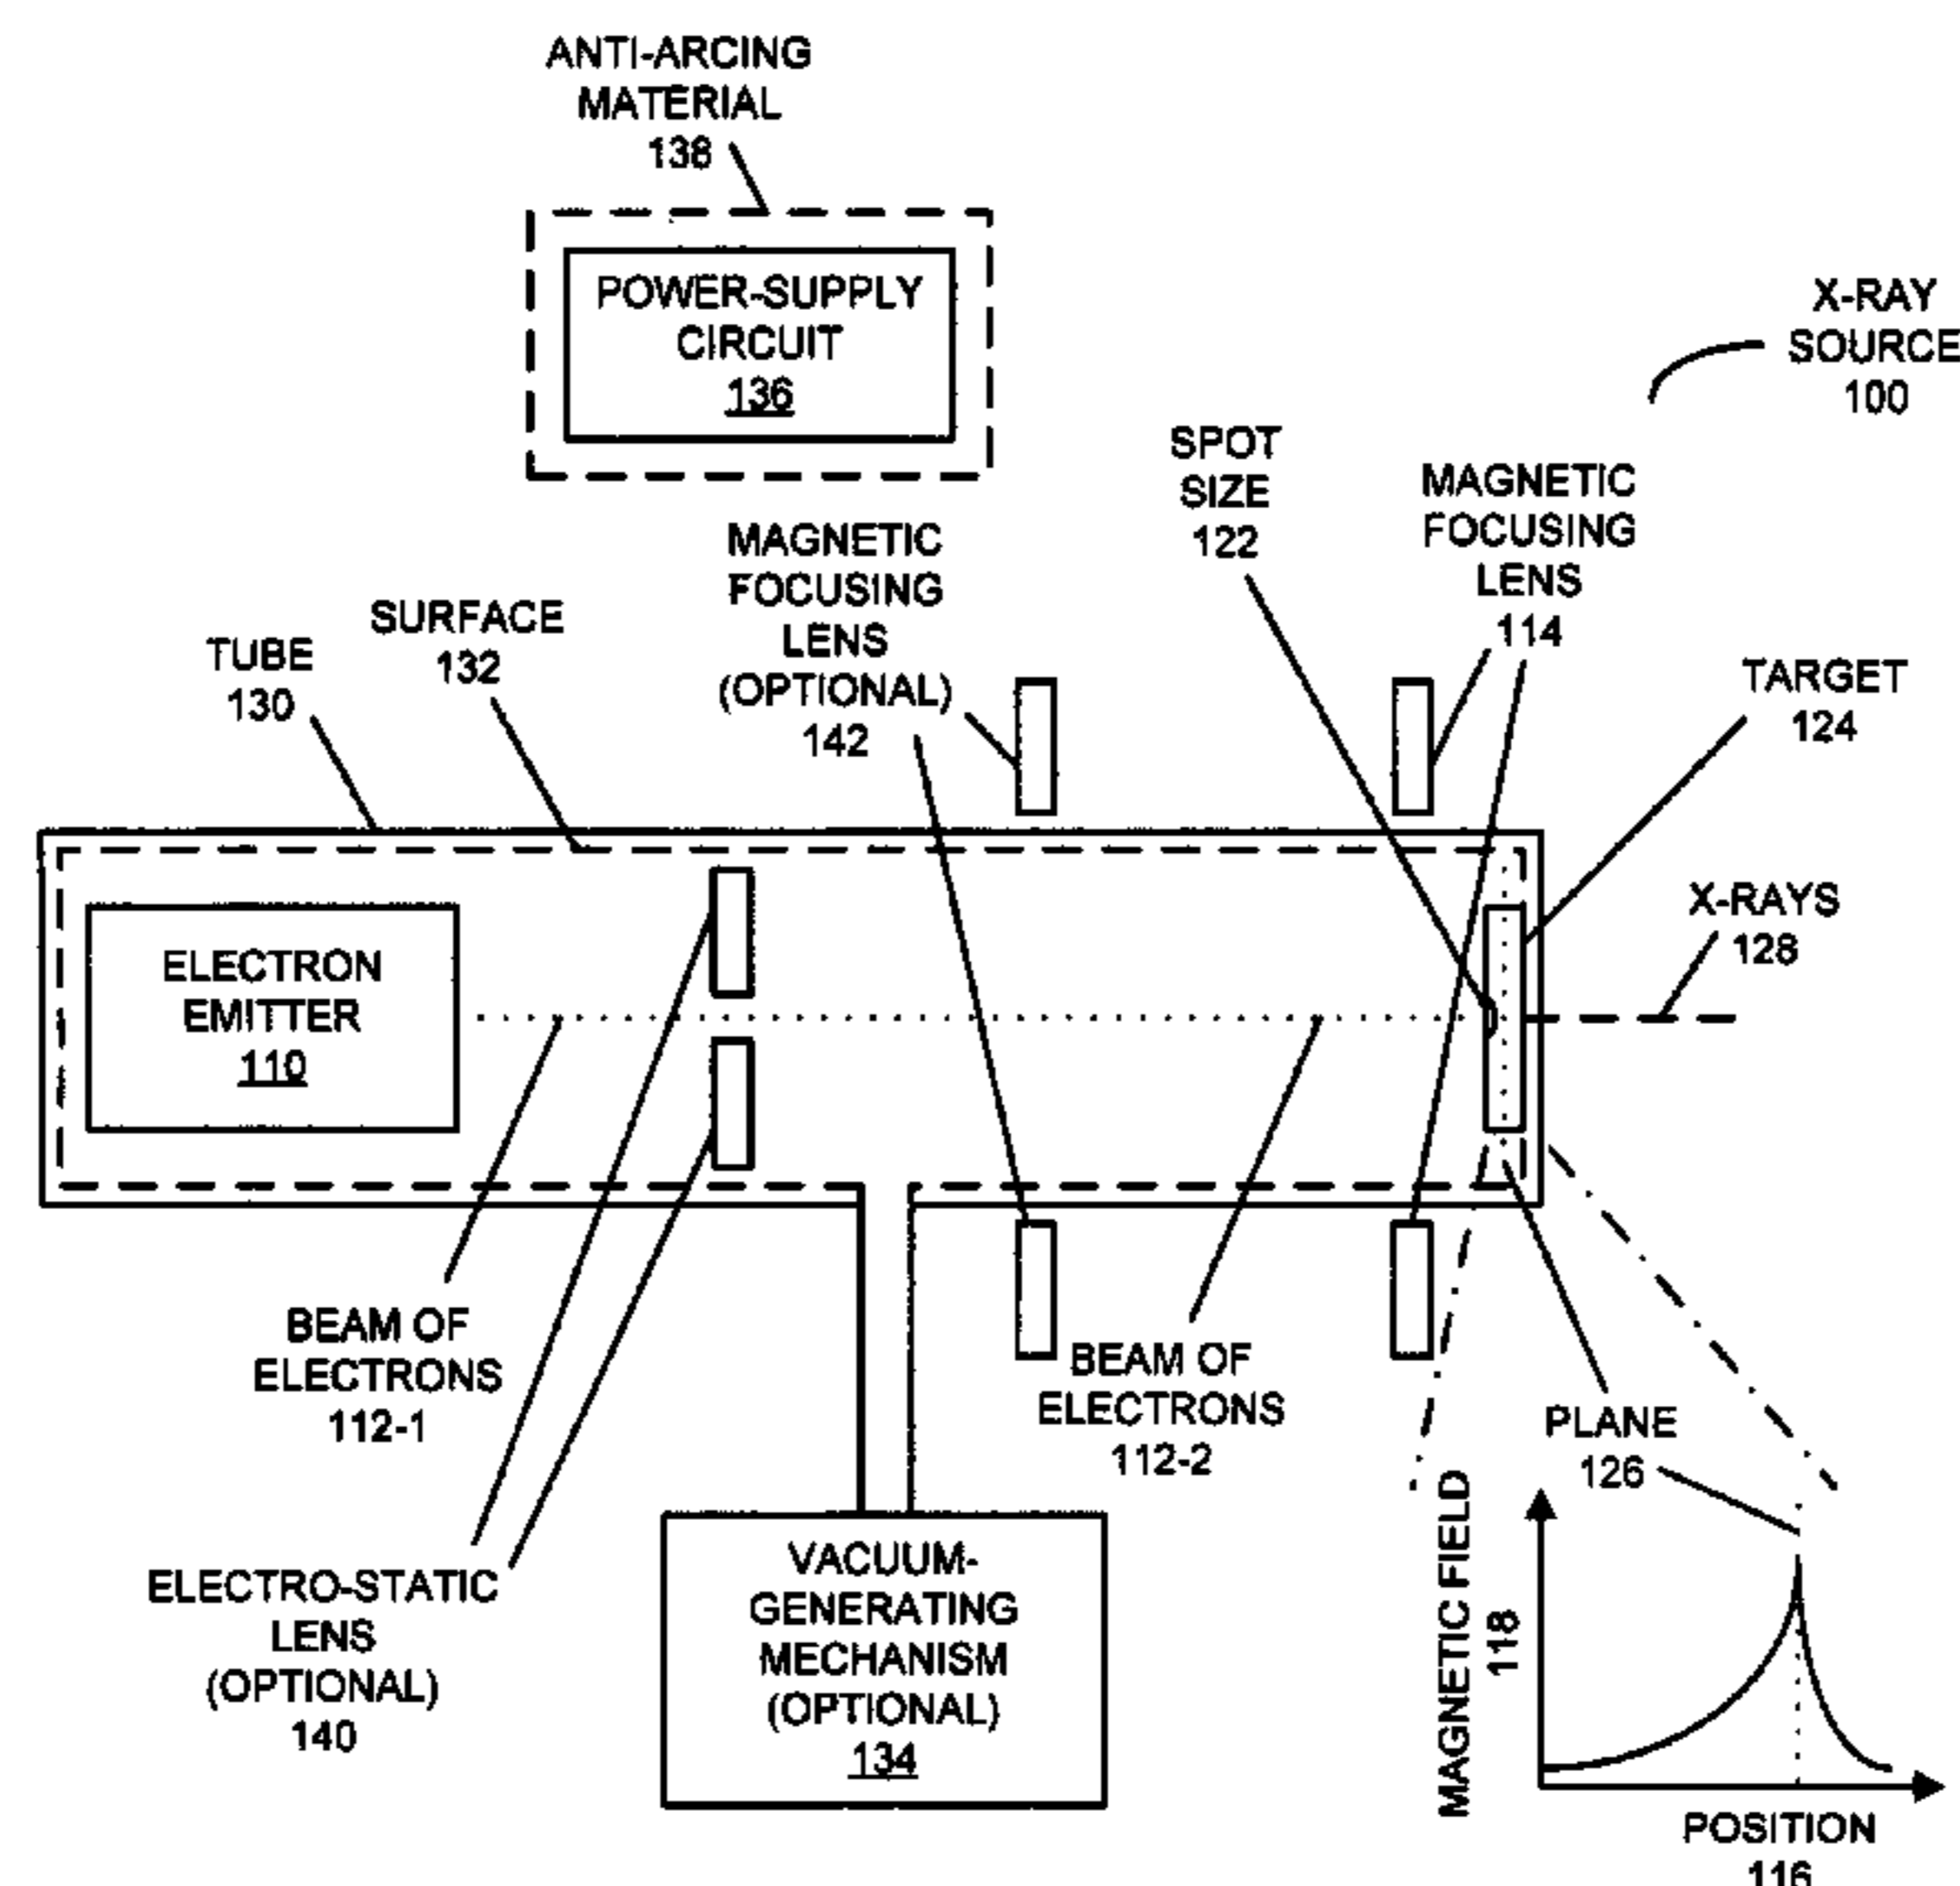 ANTI-ARCING
MATERIAL
138
POWER-SUPPLY
CIRCUIT
136
X-RAY
SOURCE
100
SPOT
SIZE
122
MAGNETIC
FOCUSING
LENS
114
MAGNETIC
FOCUSING
LENS
(OPTIONAL)
142
SURFACE
132
TUBE
130
TARGET
124
X-RAYS
128
ELECTRON
EMITTER
110
BEAM OF
ELECTRONS
112-1
BEAM OF
ELECTRONS
112-2
PLANE
126
ELECTRO-STATIC
LENS
(OPTIONAL)
140
VACUUM-
GENERATING
MECHANISM
(OPTIONAL)
134
MAGNETIC FIELD
118
POSITION
116